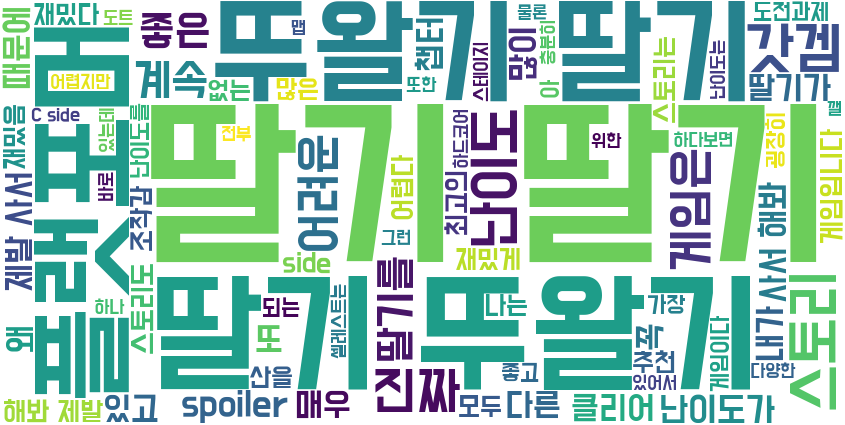 재밌다 도트
때문에
어렵지만
좋은
뚜왈기 딸기
맵
물론
도전과제
갓겜
딸기가
계속
없는 많은
챕터
또한
스테이지
많이
충분히
아
스토리는
난이도는
C side
재밌음
있는데
난이도를
바로
전부
딸기 딸기
어려운
어렵다
그런
하드코어
최고의
난이도
재밌게
위한
하다보면
게임은
굉장히
깰
해봐
게임입니다
플랫포머
제발 사서
조작감
side
하나
스토리도
왜
딸기 뚜왈기
되는
또
산을
셀레스트는
딸기를
진짜
나는
좋고
가장
꼭
추천
있어서
게임이다
내가 사서 해봐
다양한
스토리
해봐 제발 있고 spoiler 매우 모두 다른 클리어 난이도가